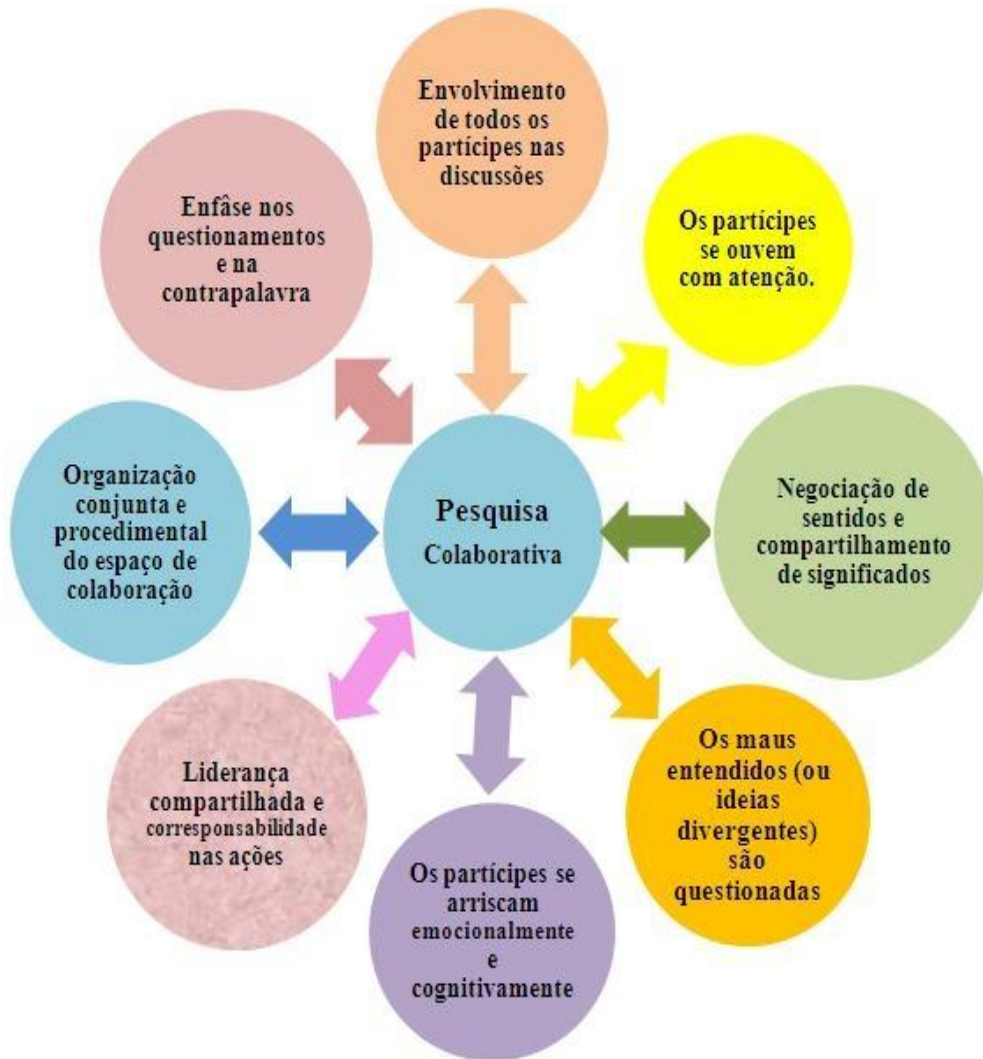 Envolvimento
de todos os
partícipes nas
discussões
Enfâse nos
questionamentos
e na
contrapalavra
Os partícipes
se ouvem
com atenção.
Organização
conjunta e
procedimental
do espaço de
colaboração
Pesquisa
Colaborativa
Negociação de
sentidos e
compartilhamento
de significados
Liderança
compartilhada e
corresponsabilidade
nas ações
Os maus
entendidos (ou
ideias
divergentes)
são
questionadas
Os partícipes se
arriscam
emocionalmente
e
cognitivamente